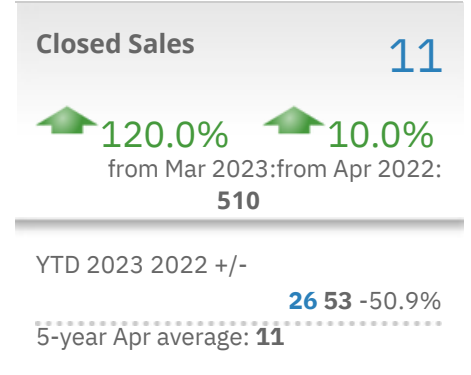 Closed Sales 11
120.0% 10.0%
from Mar 2023:from Apr 2022:
510
YTD 2023 2022 +/-
26 53 -50.9%
5-year Apr average: 11